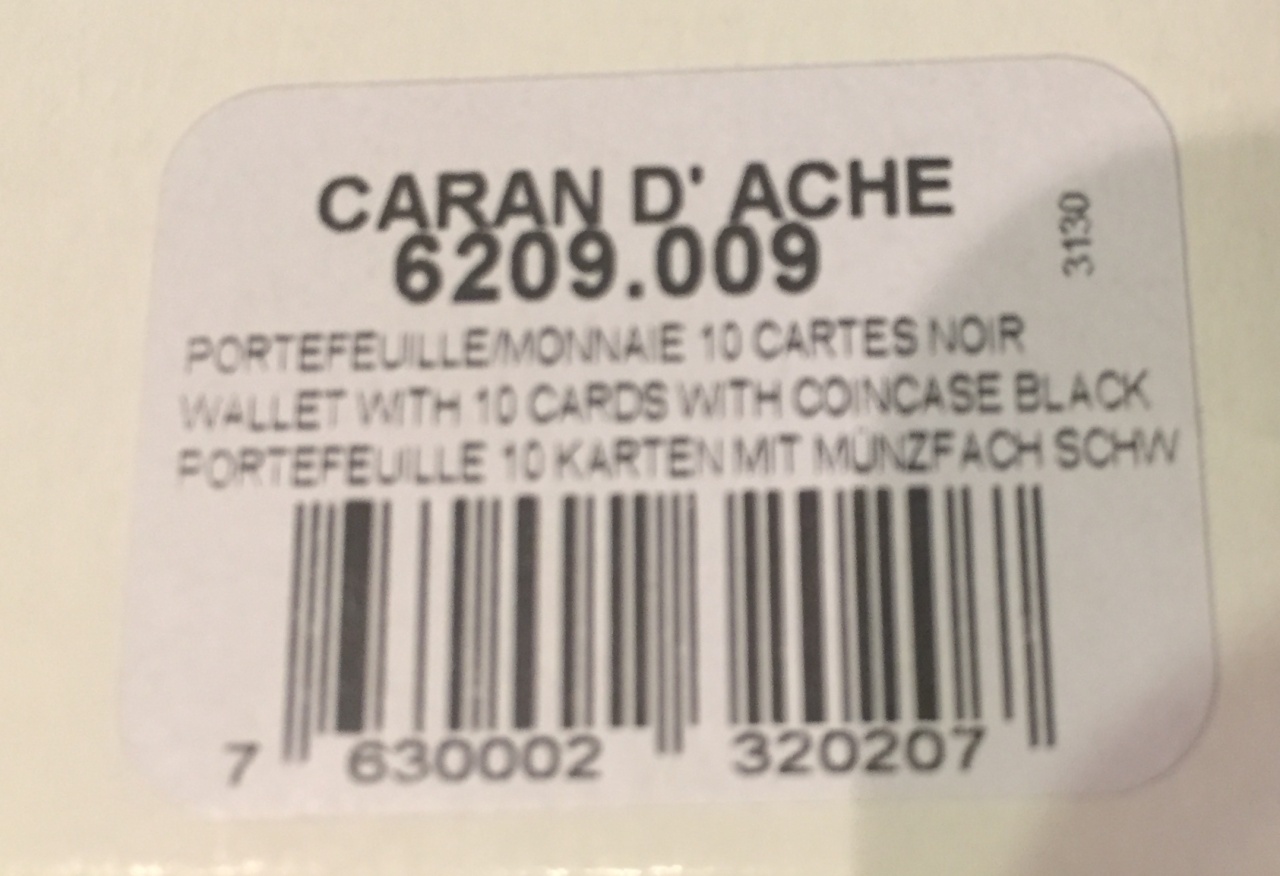 CARAN D' ACHE
6209.009
3130
PORTEFEUILLE/MONNAIE 10 CARTES NOIR
WALLET WITH 10 CARDS WITH COINCASE BLACK
PORTEFEUILLE 10 KARTEN MIT MÜNZFACH SCHW
7 630002 320207